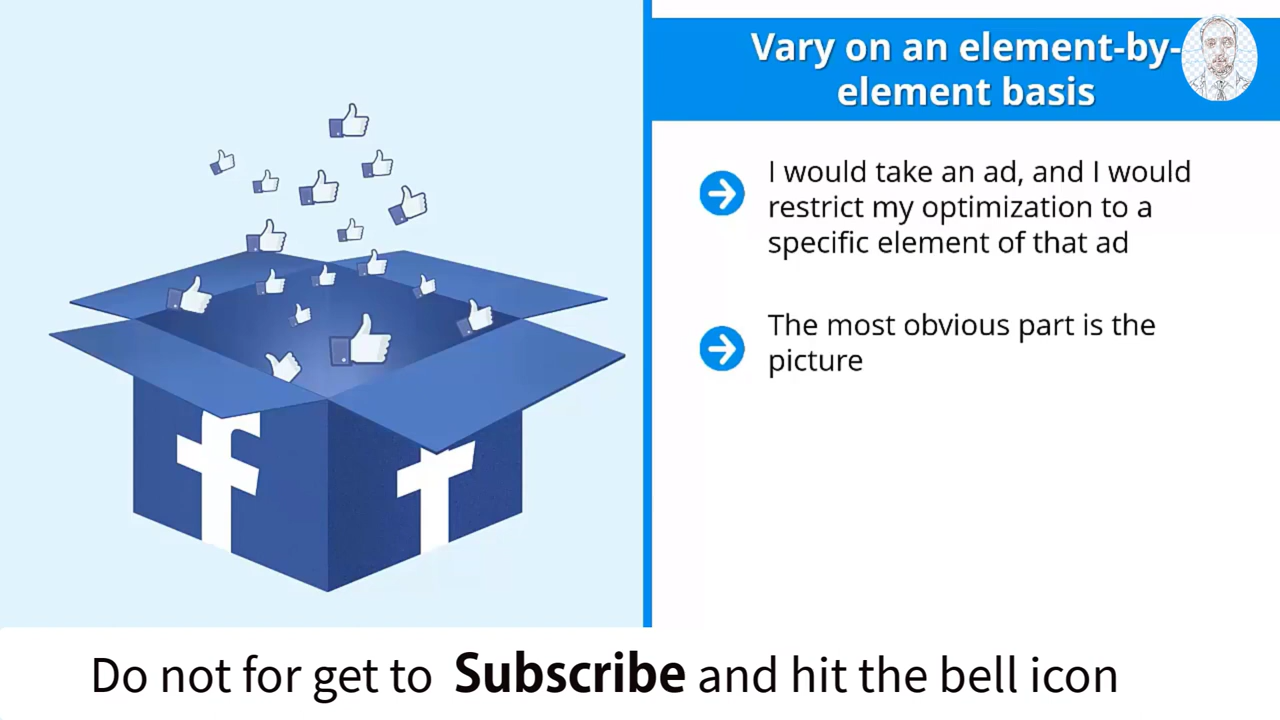 Vary on an element-by-
element basis
I would take an ad, and I would
restrict my optimization to a
specific element of that ad
The most obvious part is the
picture
Do not for get to Subscribe and hit the bell icon